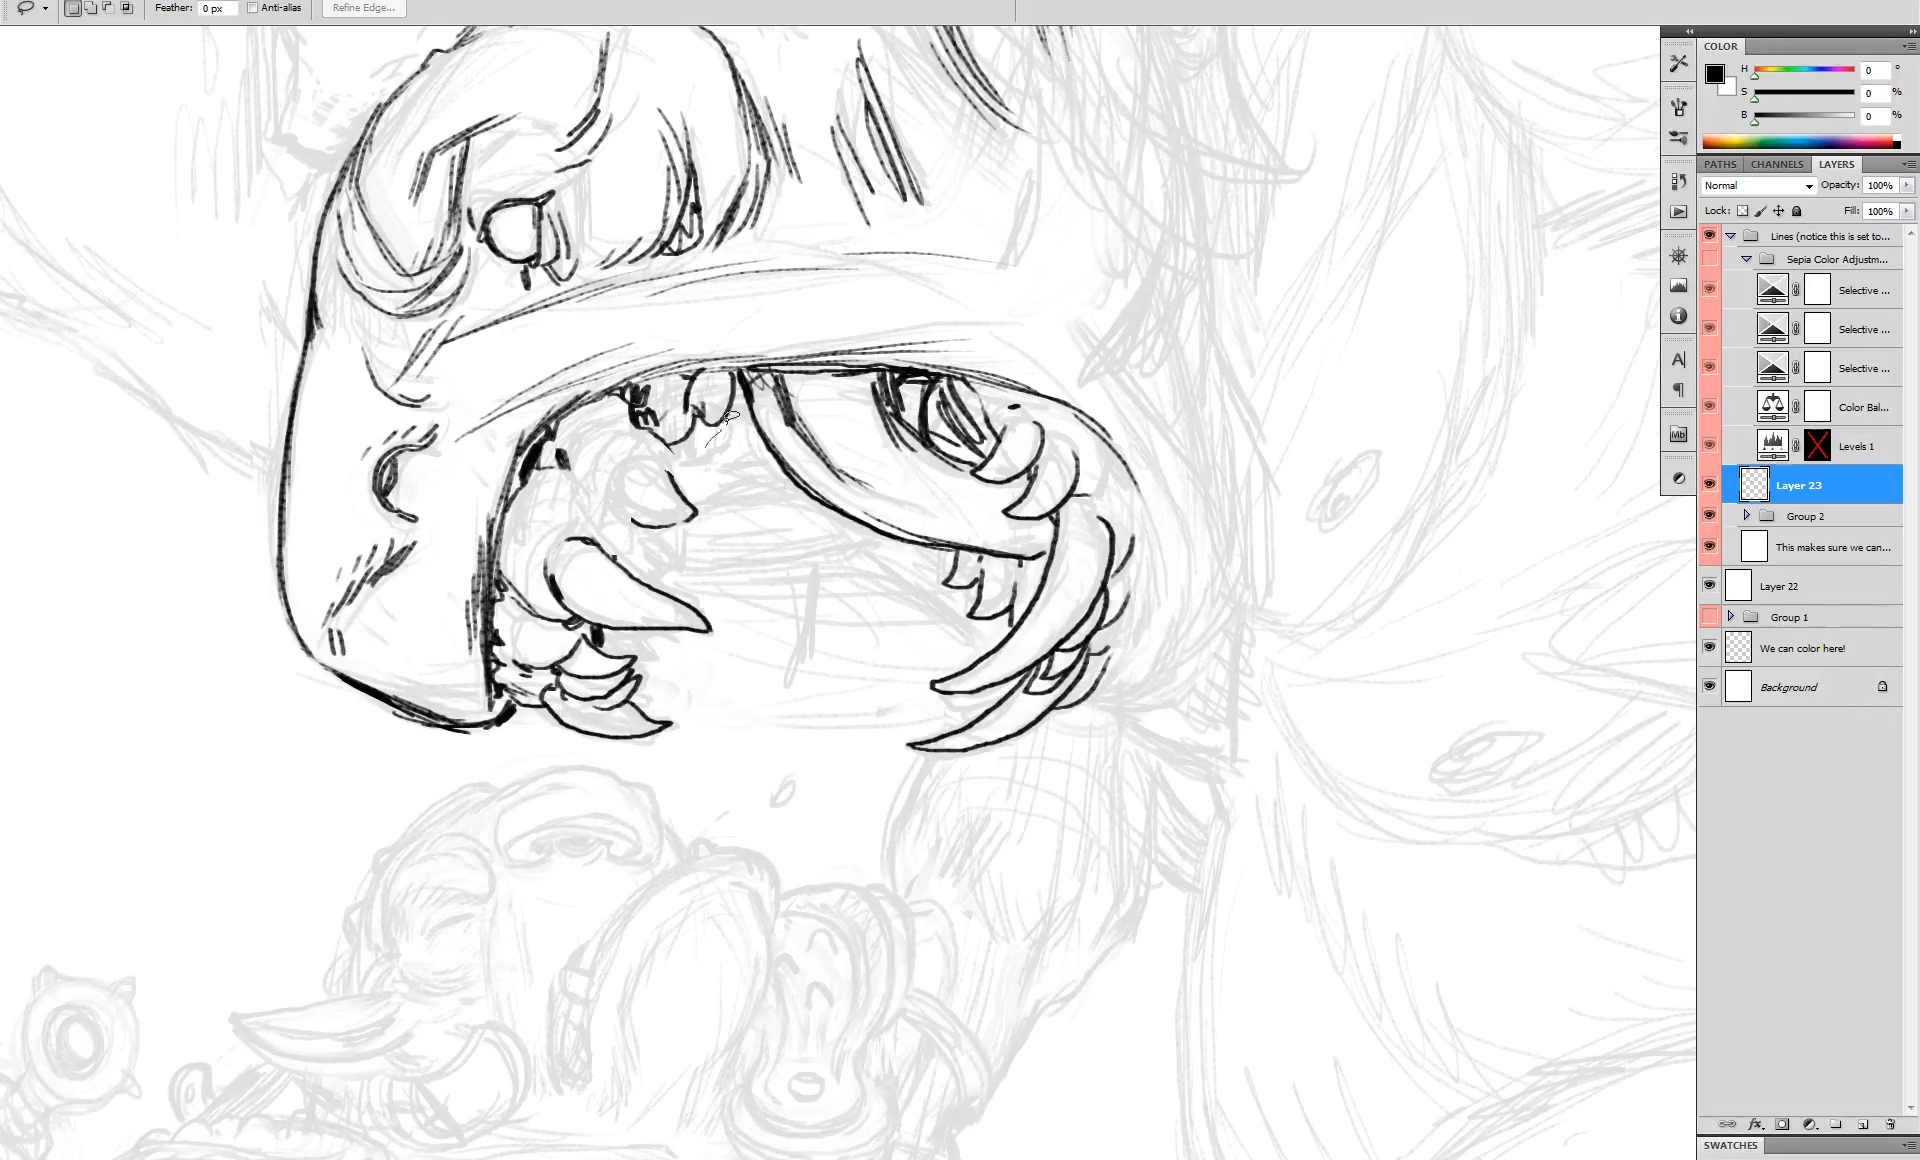 Feather: 0 px Anti-alias Refine Edge...
COLOR
H 0 °
S 0 %
B 0 %
PATHS CHANNELS LAYERS
Normal Opacity: 100%
Lock: Fill: 100%
Lines (notice this is set to...
Sepia Color Adjustm...
Selective ...
Selective ...
Selective ...
Color Bal...
Levels 1
Layer 23
Group 2
This makes sure we can...
Layer 22
Group 1
We can color here!
Background
SWATCHES
A
Mb
fx